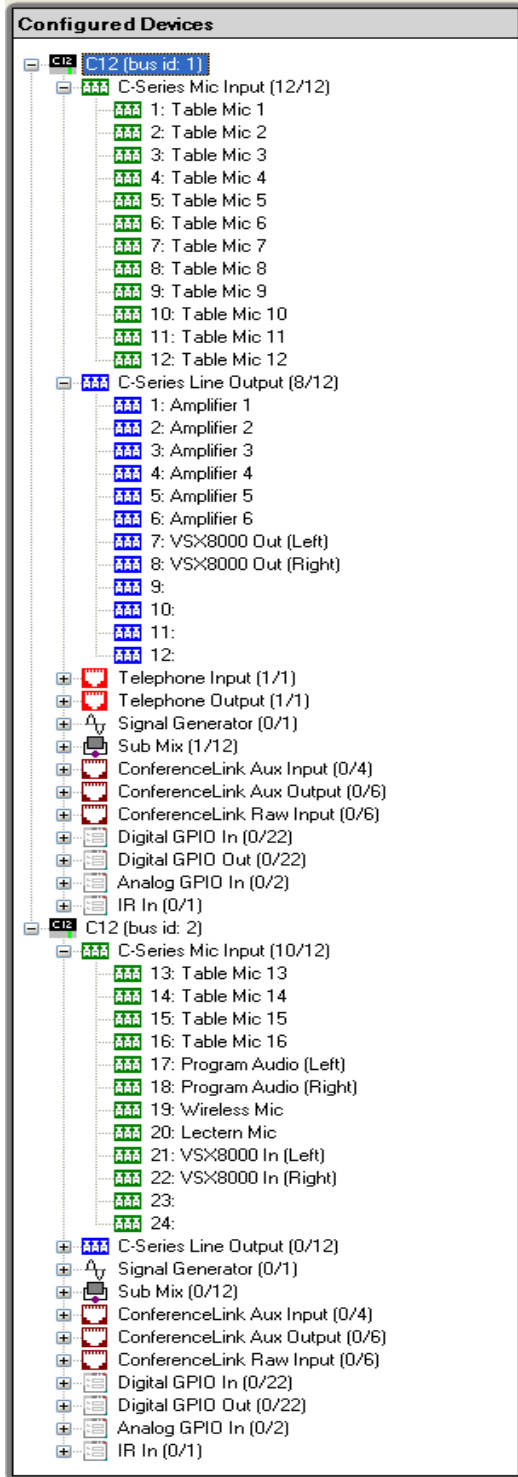 Configured Devices
C12 C12 (bus id: 1)
C-Series Mic Input (12/12)
1: Table Mic 1
2: Table Mic 2
3: Table Mic 3
4: Table Mic 4
5: Table Mic 5
6: Table Mic 6
7: Table Mic 7
8: Table Mic 8
9: Table Mic 9
10: Table Mic 10
11: Table Mic 11
12: Table Mic 12
C-Series Line Output (8/12)
1: Amplifier 1
2: Amplifier 2
3: Amplifier 3
4: Amplifier 4
5: Amplifier 5
6: Amplifier 6
7: VSX8000 Out (Left)
8: VSX8000 Out (Right)
9:
10:
11:
12:
Telephone Input (1/1)
Telephone Output (1/1)
Signal Generator (0/1)
Sub Mix (1/12)
ConferenceLink Aux Input (0/4)
ConferenceLink Aux Output (0/6)
ConferenceLink Raw Input (0/6)
Digital GPIO In (0/22)
Digital GPIO Out (0/22)
Analog GPIO In (0/2)
IR In (0/1)
C12 C12 (bus id: 2)
C-Series Mic Input (10/12)
13: Table Mic 13
14: Table Mic 14
15: Table Mic 15
16: Table Mic 16
17: Program Audio (Left)
18: Program Audio (Right)
19: Wireless Mic
20: Lectern Mic
21: VSX8000 In (Left)
22: VSX8000 In (Right)
23:
24:
C-Series Line Output (0/12)
Signal Generator (0/1)
Sub Mix (0/12)
ConferenceLink Aux Input (0/4)
ConferenceLink Aux Output (0/6)
ConferenceLink Raw Input (0/6)
Digital GPIO In (0/22)
Digital GPIO Out (0/22)
Analog GPIO In (0/2)
IR In (0/1)